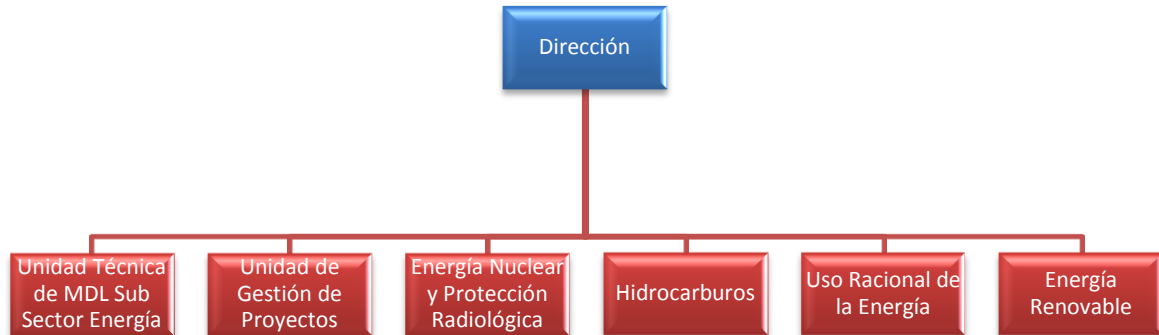 Dirección
Unidad Técnica
de MDL Sub
Sector Energía
Unidad de
Gestión de
Proyectos
Energía Nuclear
y Protección
Radiológica
Hidrocarburos
Uso Racional de
la Energía
Energía
Renovable